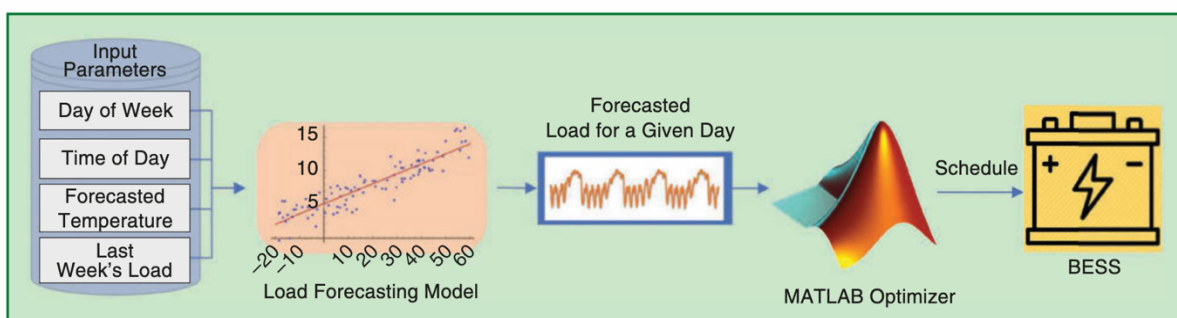 Input
Parameters
Day of Week
Time of Day
Forecasted
Temperature
Last
Week's Load
15
10
5
–20
–10
10
20
30
40
50
60
Load Forecasting Model
Forecasted
Load for a Given Day
MATLAB Optimizer
Schedule
+
–
BESS